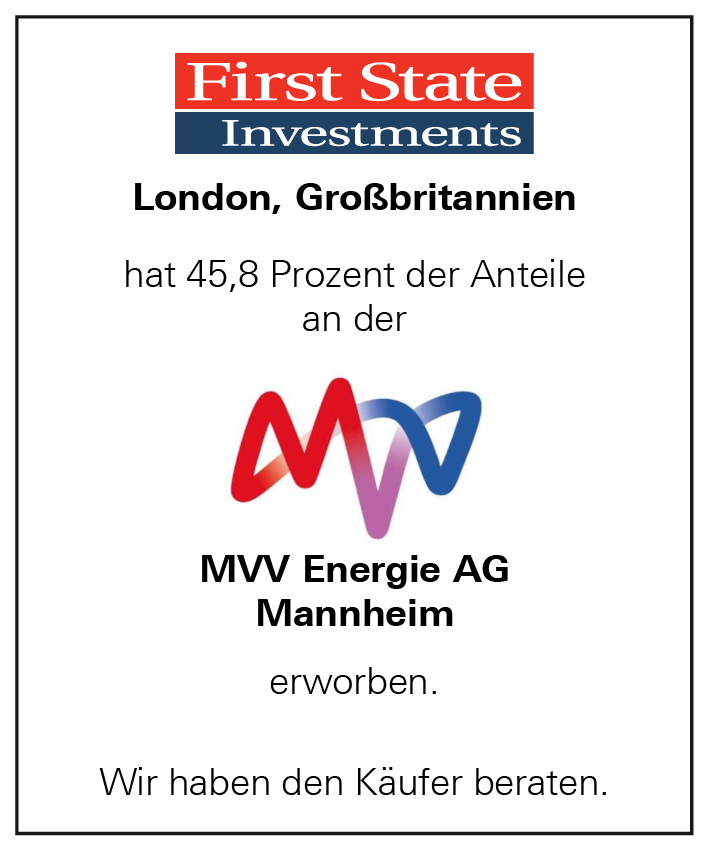 First State
Investments
London, Großbritannien
hat 45,8 Prozent der Anteile
an der
MVV
MVV Energie AG
Mannheim
erworben.
Wir haben den Käufer beraten.